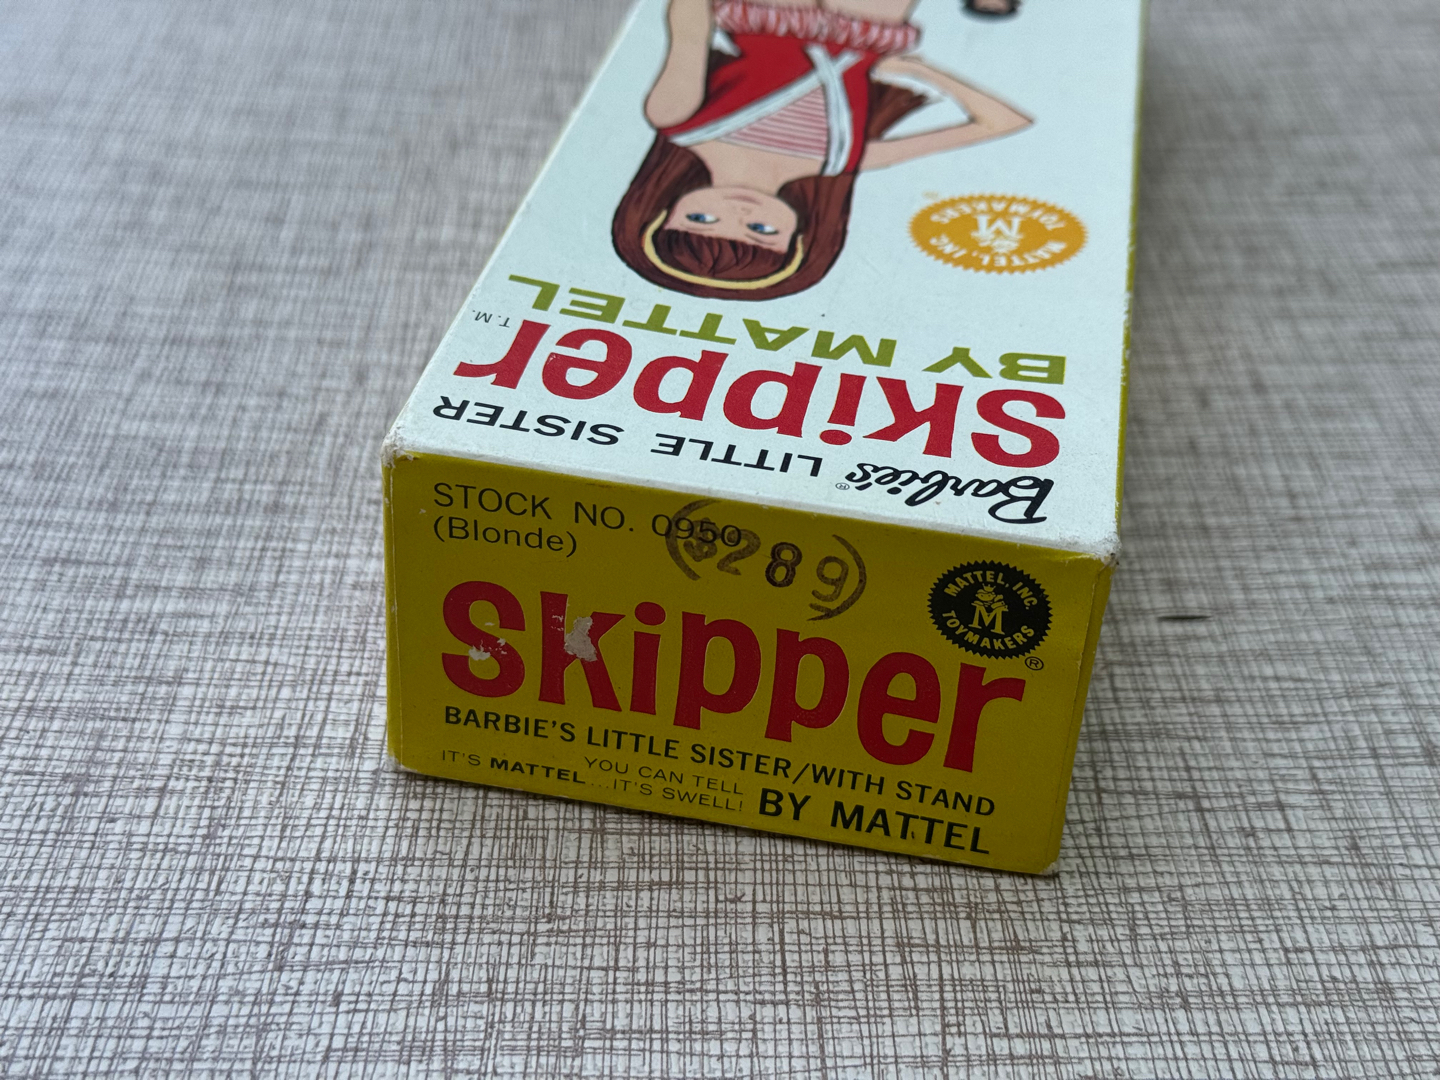 STOCK NO. 0950
(Blonde)
($289)
MATTEL, INC.
M
TOYMAKERS
®
Skipper
BARBIE'S LITTLE SISTER/WITH STAND
YOU CAN TELL
IT'S MATTEL...IT'S SWELL!
BY MATTEL
Barbie's® LITTLE SISTER
Skipper T.M.
BY MATTEL
MATTEL, INC.
M
TOYMAKERS